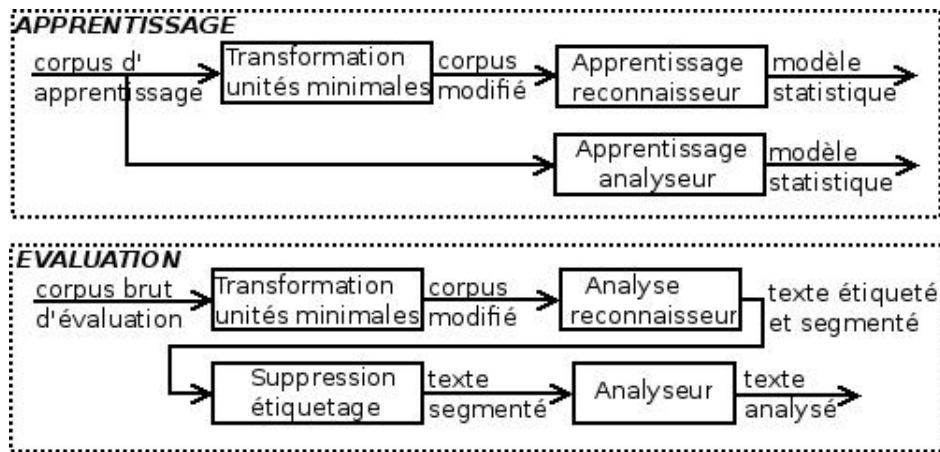 APPRENTISSAGE
corpus d'
apprentissage
Transformation
unités minimales
corpus
modifié
Apprentissage
reconnaisseur
modèle
statistique
Apprentissage
analyseur
modèle
statistique
EVALUATION
corpus brut
d'évaluation
Transformation
unités minimales
corpus
modifié
Analyse
reconnaisseur
texte étiqueté
et segmenté
Suppression
étiquetage
texte
segmenté
Analyseur
texte
analysé